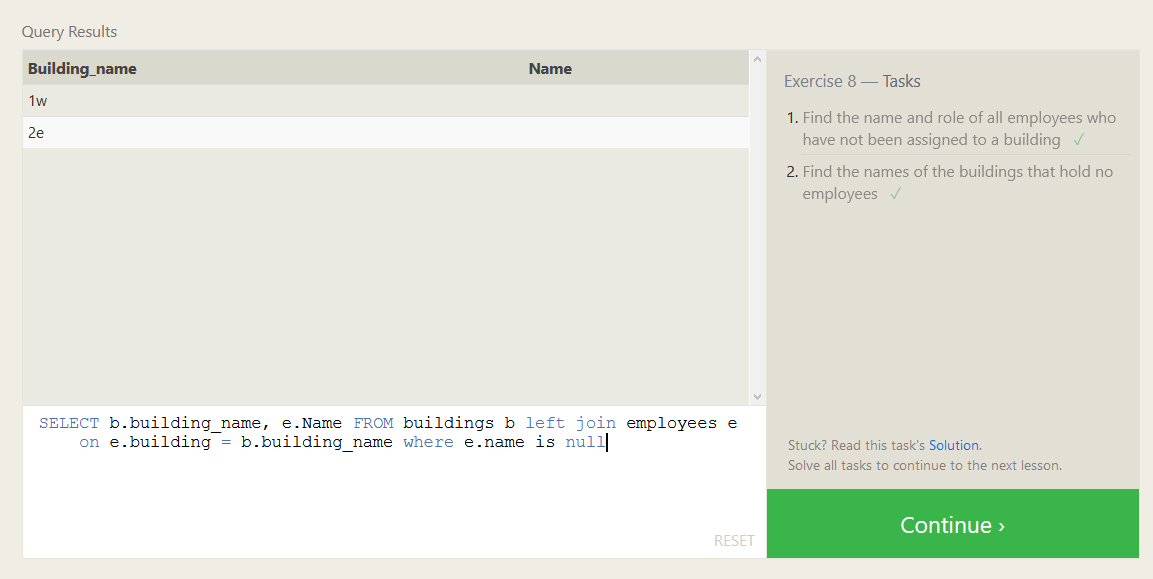 Query Results
Building_name Name
1w
2e
SELECT b.building_name, e.Name FROM buildings b left join employees e
on e.building = b.building_name where e.name is null
RESET
Exercise 8 — Tasks
1. Find the name and role of all employees who
have not been assigned to a building ✓
2. Find the names of the buildings that hold no
employees ✓
Stuck? Read this task's Solution.
Solve all tasks to continue to the next lesson.
Continue ›